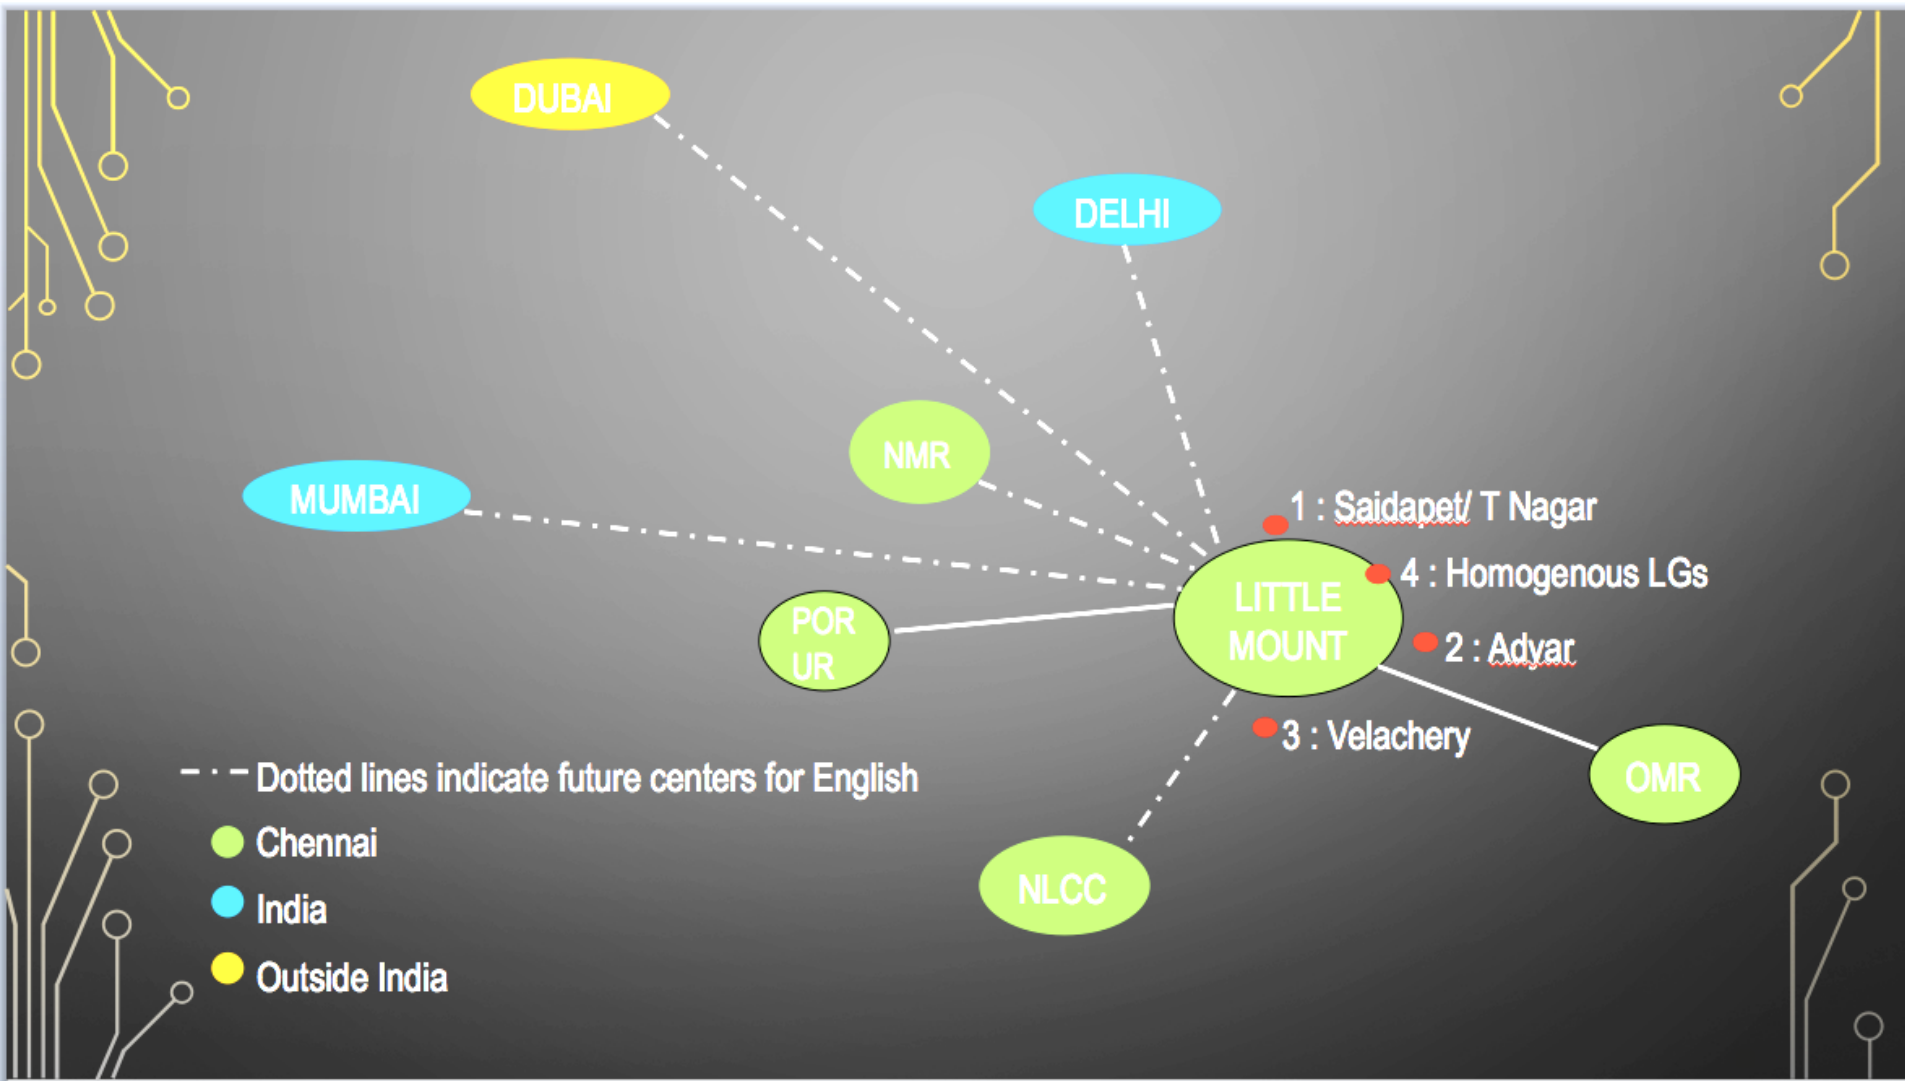 DUBAI
DELHI
NMR
MUMBAI
1 : Saidapet/ T Nagar
4 : Homogenous LGs
LITTLE
MOUNT
POR
UR
2 : Adyar
3 : Velachery
OMR
Dotted lines indicate future centers for English
Chennai
NLCC
India
Outside India